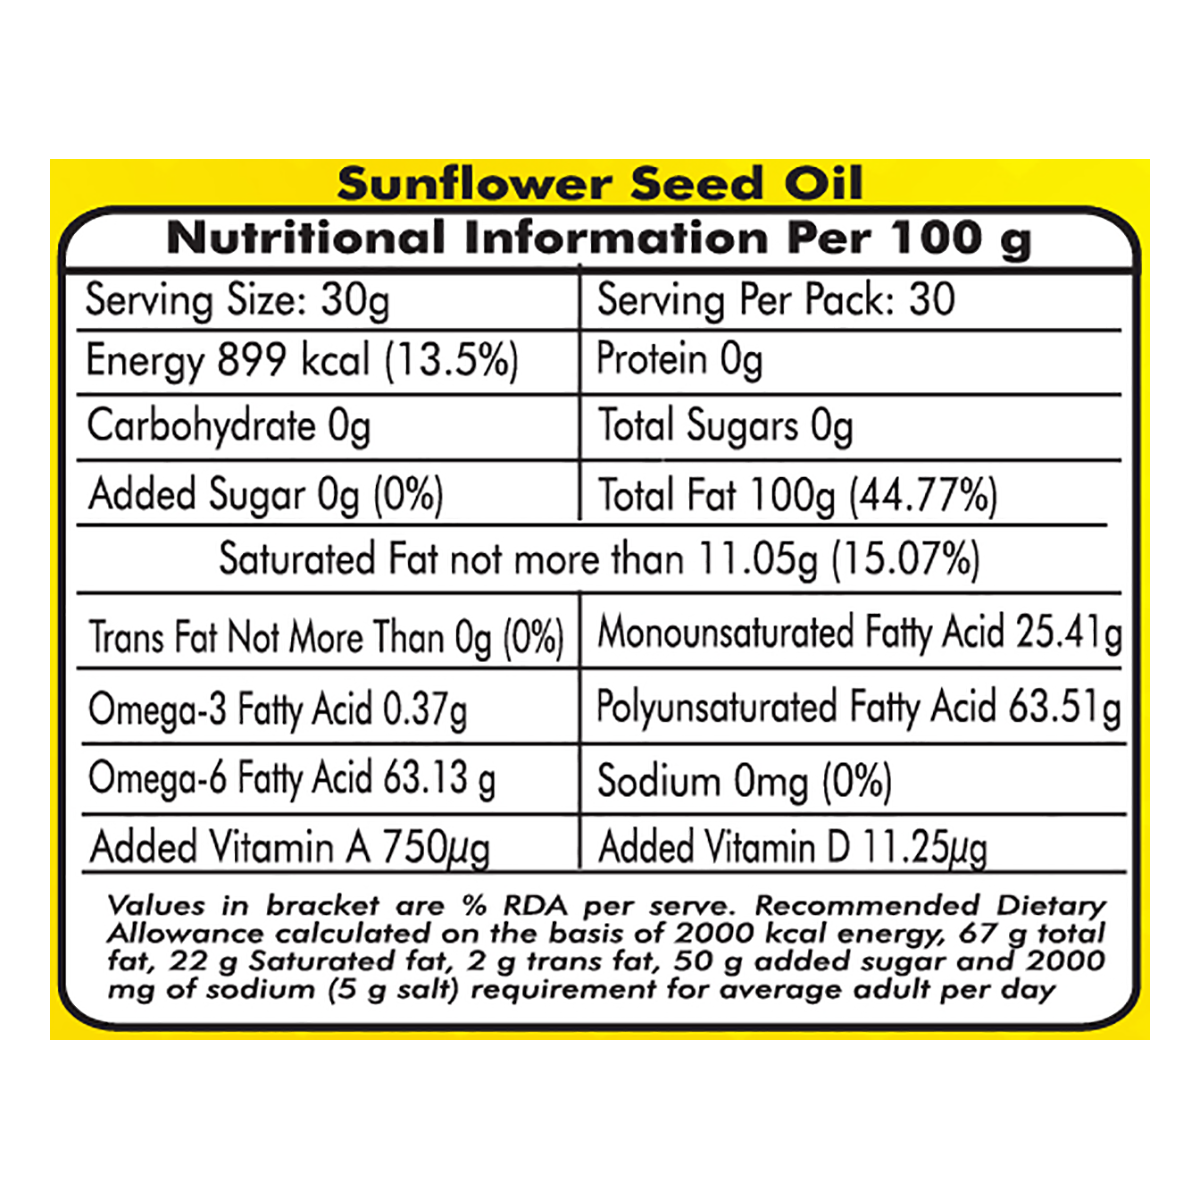 Sunflower Seed Oil
Nutritional Information Per 100 g
Serving Size: 30g
Serving Per Pack: 30
Energy 899 kcal (13.5%)
Protein 0g
Carbohydrate 0g
Total Sugars 0g
Added Sugar 0g (0%)
Total Fat 100g (44.77%)
Saturated Fat not more than 11.05g (15.07%)
Trans Fat Not More Than 0g (0%)
Monounsaturated Fatty Acid 25.41g
Omega-3 Fatty Acid 0.37g
Polyunsaturated Fatty Acid 63.51g
Omega-6 Fatty Acid 63.13 g
Sodium 0mg (0%)
Added Vitamin A 750µg
Added Vitamin D 11.25µg
Values in bracket are % RDA per serve. Recommended Dietary
Allowance calculated on the basis of 2000 kcal energy, 67 g total
fat, 22 g Saturated fat, 2 g trans fat, 50 g added sugar and 2000
mg of sodium (5 g salt) requirement for average adult per day